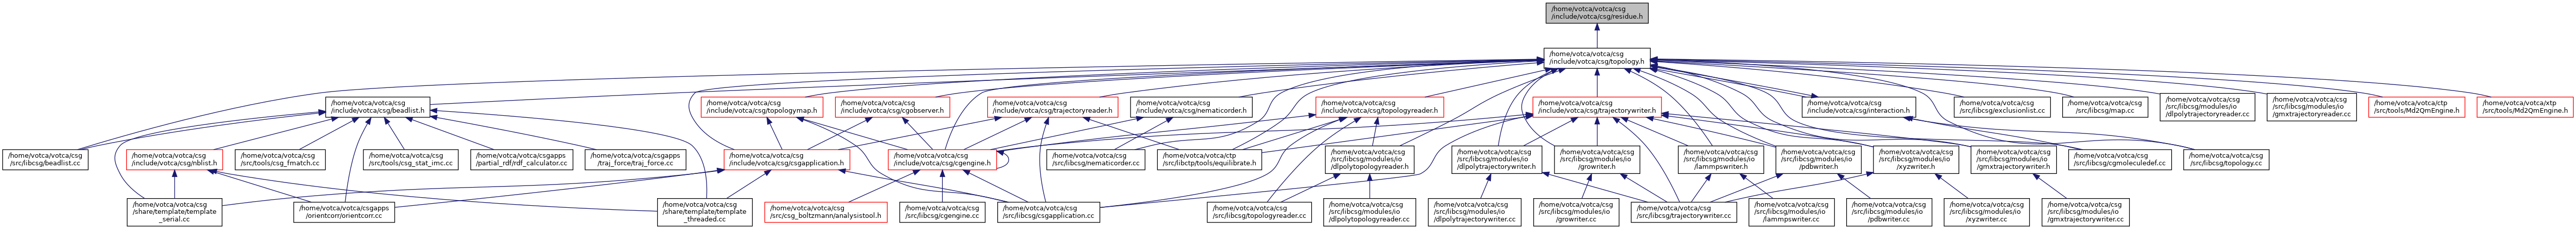 /home/votca/votca/csg
/include/votca/csg/residue.h
/home/votca/votca/csg
/include/votca/csg/topology.h
/home/votca/votca/csg
/include/votca/csg/beadlist.h
/home/votca/votca/csg
/include/votca/csg/topologymap.h
/home/votca/votca/csg
/include/votca/csg/cgobserver.h
/home/votca/votca/csg
/include/votca/csg/trajectoryreader.h
/home/votca/votca/csg
/include/votca/csg/nematicorder.h
/home/votca/votca/csg
/include/votca/csg/topologyreader.h
/home/votca/votca/csg
/include/votca/csg/trajectorywriter.h
/home/votca/votca/csg
/include/votca/csg/interaction.h
/home/votca/votca/csg
/src/libcsg/exclusionlist.cc
/home/votca/votca/csg
/src/libcsg/map.cc
/home/votca/votca/csg
/src/libcsg/modules/io
/dlpolytrajectoryreader.cc
/home/votca/votca/csg
/src/libcsg/modules/io
/gmxtrajectoryreader.cc
/home/votca/votca/ctp
/src/tools/Md2QmEngine.h
/home/votca/votca/xtp
/src/tools/Md2QmEngine.h
/home/votca/votca/csg
/src/libcsg/beadlist.cc
/home/votca/votca/csg
/include/votca/csg/nblist.h
/home/votca/votca/csg
/src/tools/csg_fmatch.cc
/home/votca/votca/csg
/src/tools/csg_stat_imc.cc
/home/votca/votca/csgapps
/partial_rdf/rdf_calculator.cc
/home/votca/votca/csgapps
/traj_force/traj_force.cc
/home/votca/votca/csg
/include/votca/csg/csgapplication.h
/home/votca/votca/csg
/include/votca/csg/cgengine.h
/home/votca/votca/csg
/src/libcsg/nematicorder.cc
/home/votca/votca/ctp
/src/libctp/tools/equilibrate.h
/home/votca/votca/csg
/src/libcsg/modules/io
/dlpolytopologyreader.h
/home/votca/votca/csg
/src/libcsg/modules/io
/dlpolytrajectorywriter.h
/home/votca/votca/csg
/src/libcsg/modules/io
/growriter.h
/home/votca/votca/csg
/src/libcsg/modules/io
/lammpswriter.h
/home/votca/votca/csg
/src/libcsg/modules/io
/pdbwriter.h
/home/votca/votca/csg
/src/libcsg/modules/io
/xyzwriter.h
/home/votca/votca/csg
/src/libcsg/modules/io
/gmxtrajectorywriter.h
/home/votca/votca/csg
/src/libcsg/cgmoleculedef.cc
/home/votca/votca/csg
/src/libcsg/topology.cc
/home/votca/votca/csg
/share/template/template
_serial.cc
/home/votca/votca/csgapps
/orientcorr/orientcorr.cc
/home/votca/votca/csg
/share/template/template
_threaded.cc
/home/votca/votca/csg
/src/csg_boltzmann/analysistool.h
/home/votca/votca/csg
/src/libcsg/cgengine.cc
/home/votca/votca/csg
/src/libcsg/csgapplication.cc
/home/votca/votca/csg
/src/libcsg/topologyreader.cc
/home/votca/votca/csg
/src/libcsg/modules/io
/dlpolytopologyreader.cc
/home/votca/votca/csg
/src/libcsg/modules/io
/dlpolytrajectorywriter.cc
/home/votca/votca/csg
/src/libcsg/modules/io
/growriter.cc
/home/votca/votca/csg
/src/libcsg/trajectorywriter.cc
/home/votca/votca/csg
/src/libcsg/modules/io
/lammpswriter.cc
/home/votca/votca/csg
/src/libcsg/modules/io
/pdbwriter.cc
/home/votca/votca/csg
/src/libcsg/modules/io
/xyzwriter.cc
/home/votca/votca/csg
/src/libcsg/modules/io
/gmxtrajectorywriter.cc